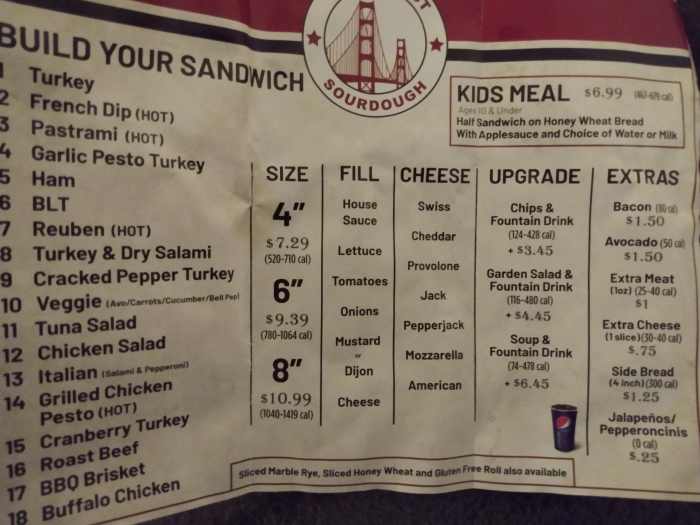 SOURDOUGH
BUILD YOUR SANDWICH
1 Turkey
2 French Dip (HOT)
3 Pastrami (HOT)
4 Garlic Pesto Turkey
5 Ham
6 BLT
7 Reuben (HOT)
8 Turkey & Dry Salami
9 Cracked Pepper Turkey
10 Veggie (Avo/Carrots/Cucumber/Bell Pep)
11 Tuna Salad
12 Chicken Salad
13 Italian (Salami & Pepperoni)
14 Grilled Chicken
Pesto (HOT)
15 Cranberry Turkey
16 Roast Beef
17 BBQ Brisket
18 Buffalo Chicken
KIDS MEAL $6.99
Ages 10 & Under
Half Sandwich on Honey Wheat Bread
With Applesauce and Choice of Water or Milk
SIZE
4"
$7.29
(520-710 cal)
6"
$9.39
(780-1064 cal)
8"
$10.99
(1040-1419 cal)
FILL
House
Sauce
Lettuce
Tomatoes
Onions
Mustard
or
Dijon
Cheese
CHEESE
Swiss
Cheddar
Provolone
Jack
Pepperjack
Mozzarella
American
UPGRADE
Chips &
Fountain Drink
(124-428 cal)
+ $3.45
Garden Salad &
Fountain Drink
(116-480 cal)
+ $4.45
Soup &
Fountain Drink
(74-478 cal)
+ $6.45
EXTRAS
Bacon (80 cal)
$1.50
Avocado (50 cal)
$1.50
Extra Meat
(1oz) (25-40 cal)
$1
Extra Cheese
(1 slice)(30-40 cal)
$.75
Side Bread
(4 inch)(300 cal)
$1.25
Jalapeños/
Pepperoncinis
(0 cal)
$.25
Sliced Marble Rye, Sliced Honey Wheat and Gluten Free Roll also available